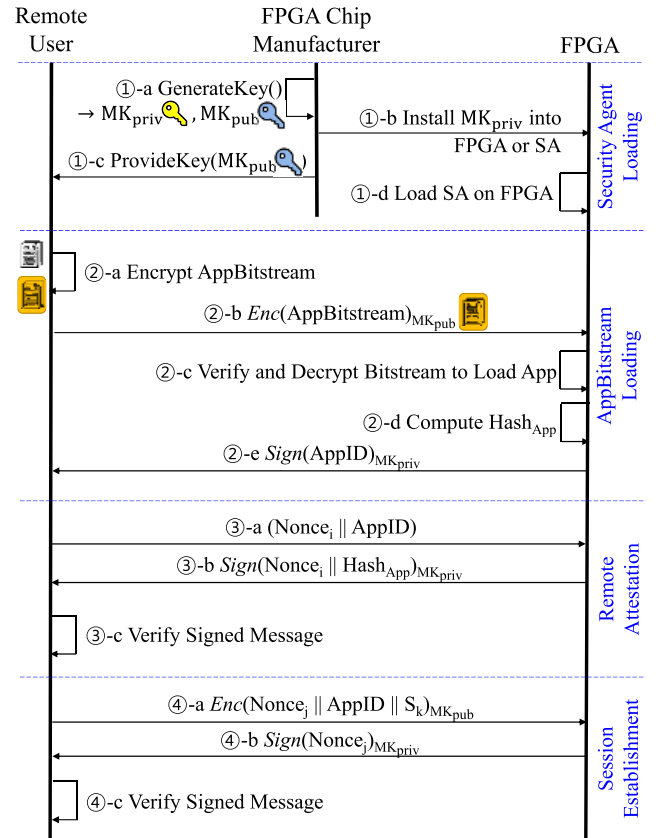 Remote
User
FPGA Chip
Manufacturer
FPGA
①-a GenerateKey()
→ MKpriv , MKpub
①-b Install MKpriv into
FPGA or SA
①-c ProvideKey(MKpub )
①-d Load SA on FPGA
Security Agent
Loading
②-a Encrypt AppBitstream
②-b Enc(AppBitstream)MKpub
②-c Verify and Decrypt Bitstream to Load App
②-d Compute HashApp
②-e Sign(AppID)MKpriv
AppBitstream
Loading
③-a (Noncei || AppID)
③-b Sign(Noncei || HashApp)MKpriv
③-c Verify Signed Message
Remote
Attestation
④-a Enc(Noncej || AppID || Sk)MKpub
④-b Sign(Noncej)MKpriv
④-c Verify Signed Message
Session
Establishment